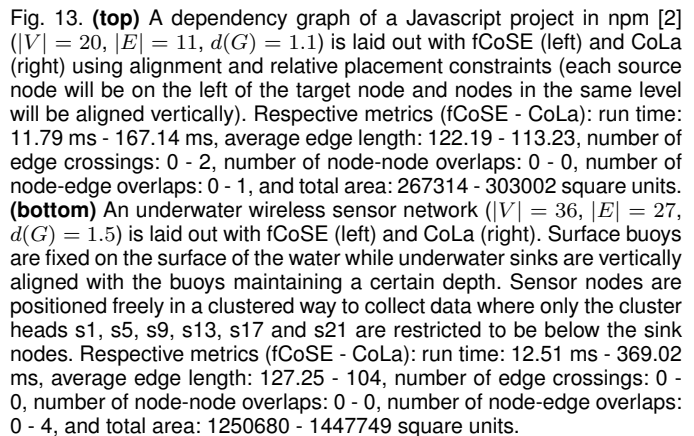 Fig. 13. (top) A dependency graph of a Javascript project in npm [2]
(|V| = 20, |E| = 11, d(G) = 1.1) is laid out with fCoSE (left) and CoLa
(right) using alignment and relative placement constraints (each source
node will be on the left of the target node and nodes in the same level
will be aligned vertically). Respective metrics (fCoSE - CoLa): run time:
11.79 ms - 167.14 ms, average edge length: 122.19 - 113.23, number of
edge crossings: 0 - 2, number of node-node overlaps: 0 - 0, number of
node-edge overlaps: 0 - 1, and total area: 267314 - 303002 square units.
(bottom) An underwater wireless sensor network (|V| = 36, |E| = 27,
d(G) = 1.5) is laid out with fCoSE (left) and CoLa (right). Surface buoys
are fixed on the surface of the water while underwater sinks are vertically
aligned with the buoys maintaining a certain depth. Sensor nodes are
positioned freely in a clustered way to collect data where only the cluster
heads s1, s5, s9, s13, s17 and s21 are restricted to be below the sink
nodes. Respective metrics (fCoSE - CoLa): run time: 12.51 ms - 369.02
ms, average edge length: 127.25 - 104, number of edge crossings: 0 -
0, number of node-node overlaps: 0 - 0, number of node-edge overlaps:
0 - 4, and total area: 1250680 - 1447749 square units.